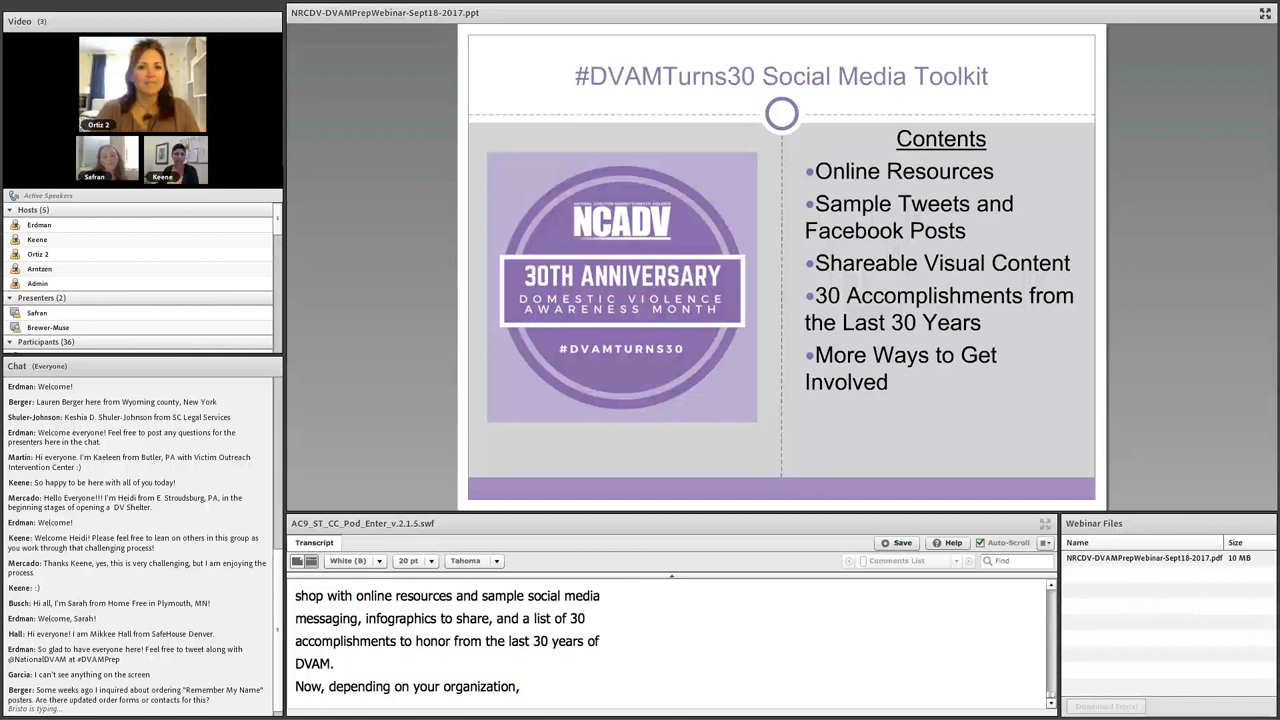 Video (3)
Ortiz 2
Safran
Keene
Active Speakers
Hosts (5)
Erdman
Keene
Ortiz 2
Arntzen
Admin
Presenters (2)
Safran
Brewer-Muse
Participants (36)
Chat (Everyone)
Erdman: Welcome!
Berger: Lauren Berger here from Wyoming county, New York
Shuler-Johnson: Keshia D. Shuler-Johnson from SC Legal Services
Erdman: Welcome everyone! Feel free to post any questions for the
presenters here in the chat.
Martin: Hi everyone. I'm Kaeleen from Butler, PA with Victim Outreach
Intervention Center :)
Keene: So happy to be here with all of you today!
Mercado: Hello Everyone!!! I'm Heidi from E. Stroudsburg, PA, in the
beginning stages of opening a DV Shelter.
Erdman: Welcome!
Keene: Welcome Heidi! Please feel free to lean on others in this group as
you work through that challenging process!
Mercado: Thanks Keene, yes, this is very challenging, but I am enjoying the
process.
Keene: :)
Busch: Hi all, I'm Sarah from Home Free in Plymouth, MN!
Erdman: Welcome, Sarah!
Hall: Hi everyone! I am Mikkee Hall from SafeHouse Denver.
Erdman: So glad to have everyone here! Feel free to tweet along with
@NationalDVAM at #DVAMPrep
Garcia: I can't see anything on the screen
Berger: Some weeks ago I inquired about ordering "Remember My Name"
posters. Are there updated order forms or contacts for this?
Bristo is typing...
NRCDV-DVAMPrepWebinar-Sept18-2017.ppt
#DVAMTurns30 Social Media Toolkit
NATIONAL COALITION AGAINST DOMESTIC VIOLENCE
NCADV
30TH ANNIVERSARY
DOMESTIC VIOLENCE
AWARENESS MONTH
#DVAMTURNS30
Contents
•Online Resources
•Sample Tweets and
Facebook Posts
•Shareable Visual Content
•30 Accomplishments from
the Last 30 Years
•More Ways to Get
Involved
AC9_ST_CC_Pod_Enter_v.2.1.5.swf
Transcript
Save
Help
Auto-Scroll
White (B)
20 pt
Tahoma
Comments List
Find
shop with online resources and sample social media
messaging, infographics to share, and a list of 30
accomplishments to honor from the last 30 years of
DVAM.
Now, depending on your organization,
Webinar Files
Name Size
NRCDV-DVAMPrepWebinar-Sept18-2017.pdf 10 MB
Download File(s)